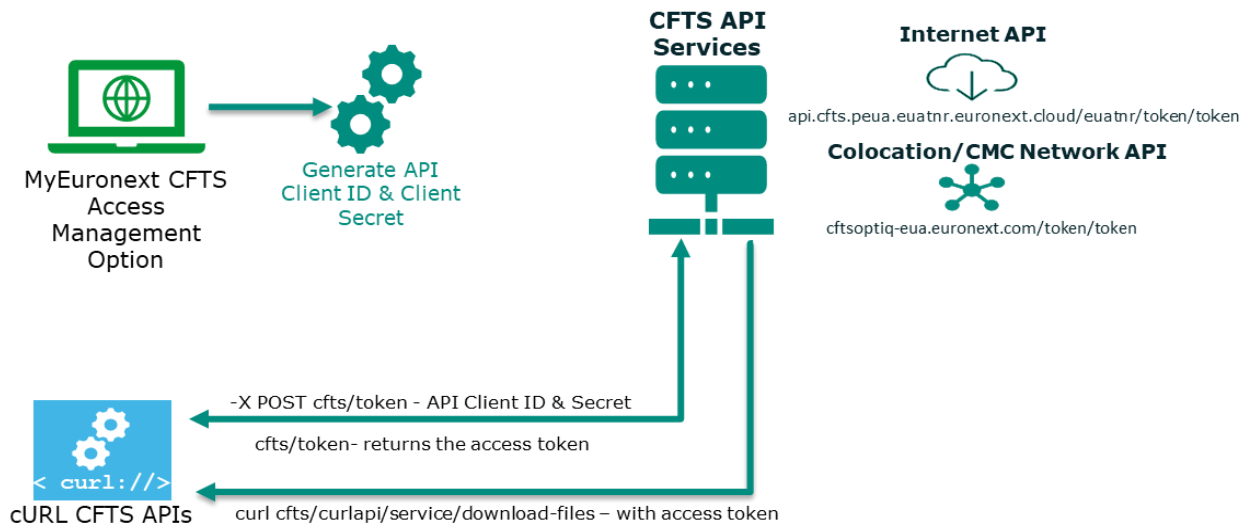 CFTS API
Services
Internet API
api.cfts.peua.euatnr.euronext.cloud/euatnr/token/token
Colocation/CMC Network API
cftsoptiq-eua.euronext.com/token/token
MyEuronext CFTS
Access
Management
Option
Generate API
Client ID & Client
Secret
-X POST cfts/token - API Client ID & Secret
cfts/token- returns the access token
< curl://>
cURL CFTS APIs
curl cfts/curlapi/service/download-files – with access token